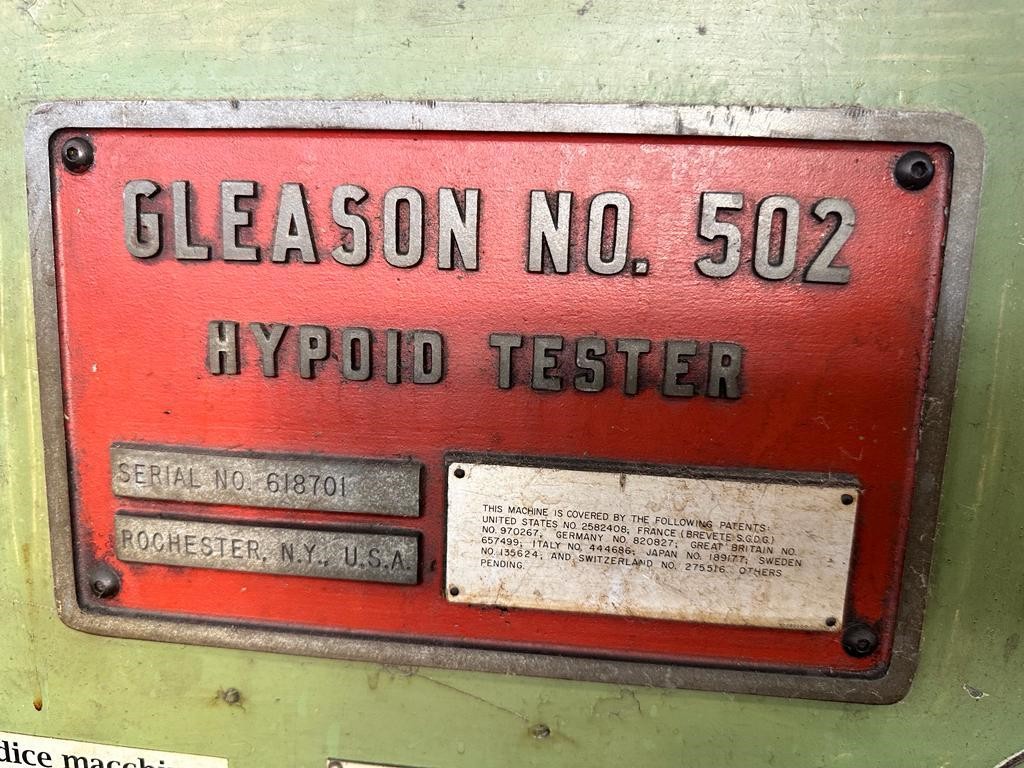 GLEASON NO. 502
HYPOID TESTER
SERIAL NO. 618701
ROCHESTER, N.Y., U.S.A.
THIS MACHINE IS COVERED BY THE FOLLOWING PATENTS:
UNITED STATES NO. 2582408, FRANCE (BREVETE S.G.D.G.)
NO. 970267, GERMANY NO. 820827, GREAT BRITAIN NO.
657499, ITALY NO. 444686, JAPAN NO. 189177, SWEDEN
NO. 135624, AND SWITZERLAND NO. 275516. OTHERS
PENDING.
dice